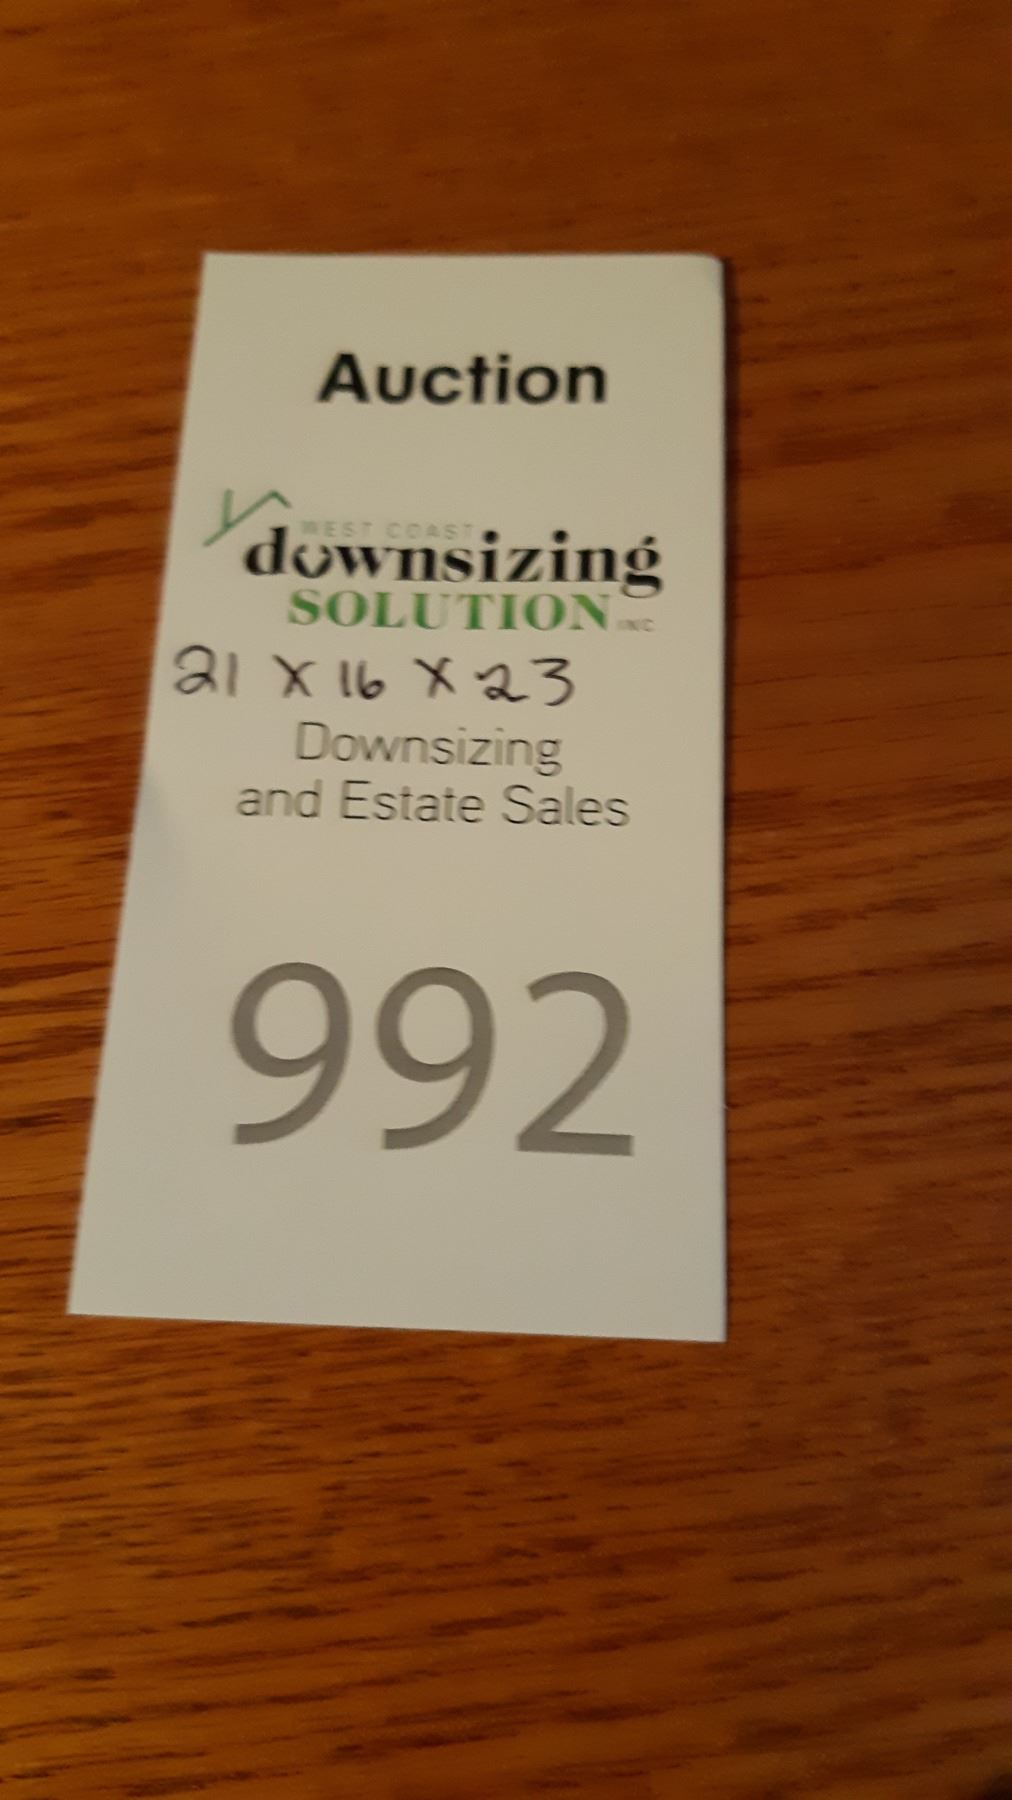 Auction
WEST COAST
downsizing
SOLUTION INC
21 X 16 X 23
Downsizing
and Estate Sales
992